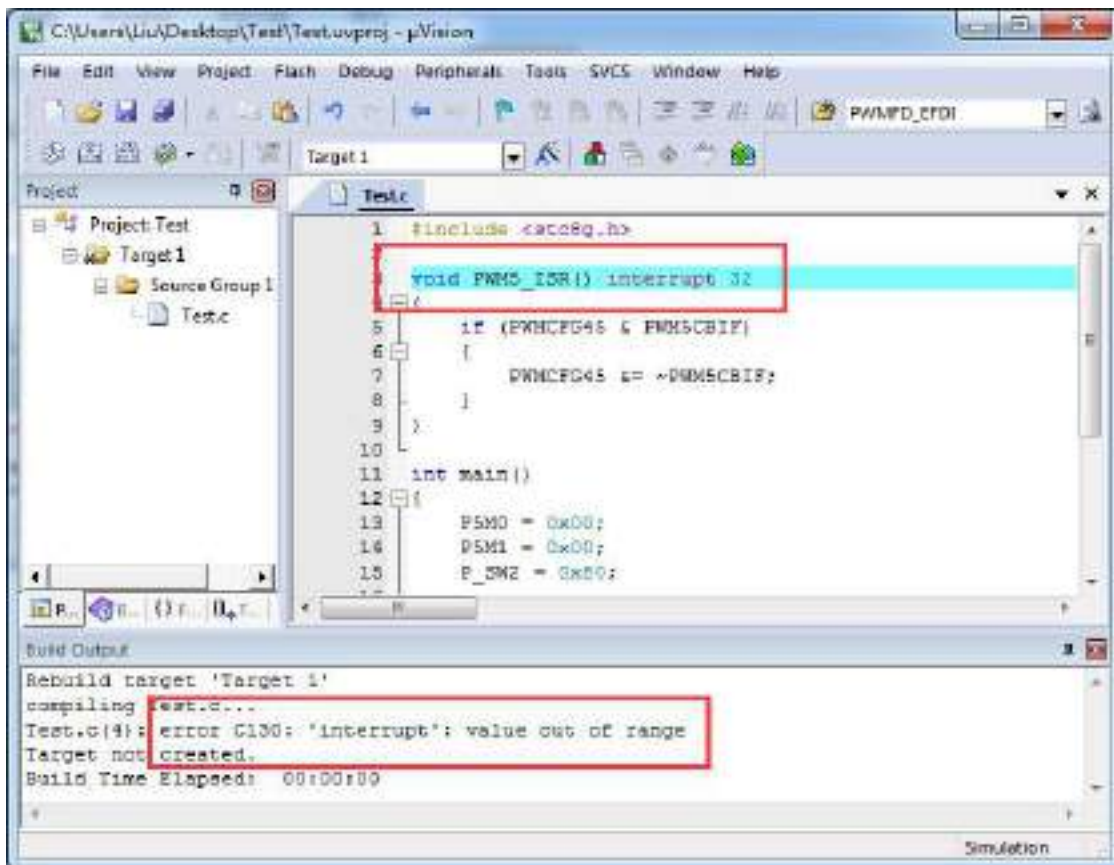 C:\Users\Liu\Desktop\Test\Test.uvproj - µVision
File Edit View Project Flash Debug Peripherals Tools SVCS Window Help
PWMFD_EFDI
Target 1
Project
Test.c
Project: Test
Target 1
Source Group 1
Test.c
1 #include <stc8g.h>
2
3 void PWM5_ISR() interrupt 32
4 {
5 if (PWMCFG45 & PWM5CBIF)
6 {
7 PWMCFG45 &= ~PWM5CBIF;
8 }
9 }
10
11 int main()
12 {
13 P5M0 = 0x00;
14 P5M1 = 0x00;
15 P_SW2 = 0x80;
Build Output
Rebuild target 'Target 1'
compiling Test.c...
Test.c(4): error C130: 'interrupt': value out of range
Target not created.
Build Time Elapsed: 00:00:00
Simulation